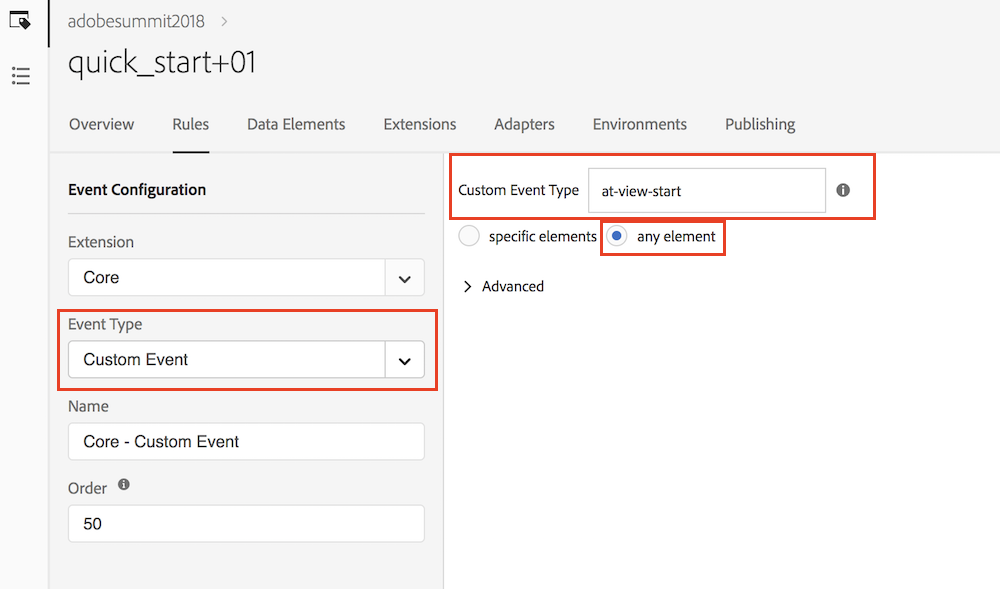 adobesummit2018
quick_start+01
Overview Rules Data Elements Extensions Adapters Environments Publishing
Event Configuration
Extension
Core
Event Type
Custom Event
Name
Core - Custom Event
Order
50
Custom Event Type at-view-start
specific elements any element
Advanced